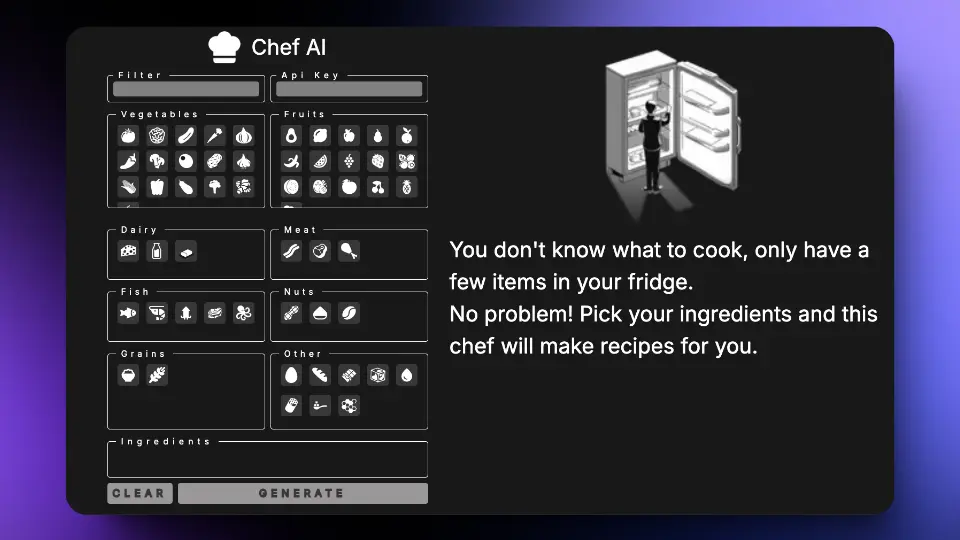 Chef AI
Filter
Api Key
Vegetables
Fruits
Dairy
Meat
Fish
Nuts
Grains
Other
Ingredients
CLEAR
GENERATE
You don't know what to cook, only have a
few items in your fridge.
No problem! Pick your ingredients and this
chef will make recipes for you.